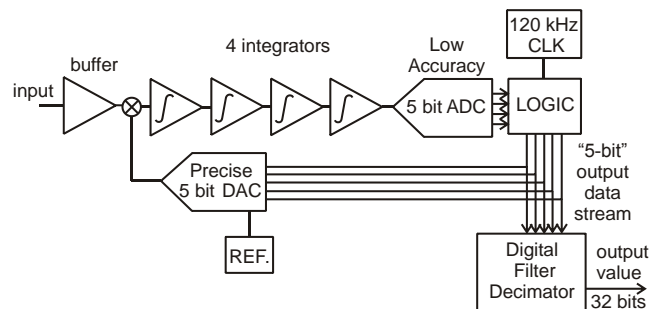 120 kHz
CLK
4 integrators
Low
Accuracy
buffer
input
5 bit ADC
LOGIC
Precise
5 bit DAC
"5-bit"
output
data
stream
REF.
Digital
Filter
Decimator
output
value
32 bits